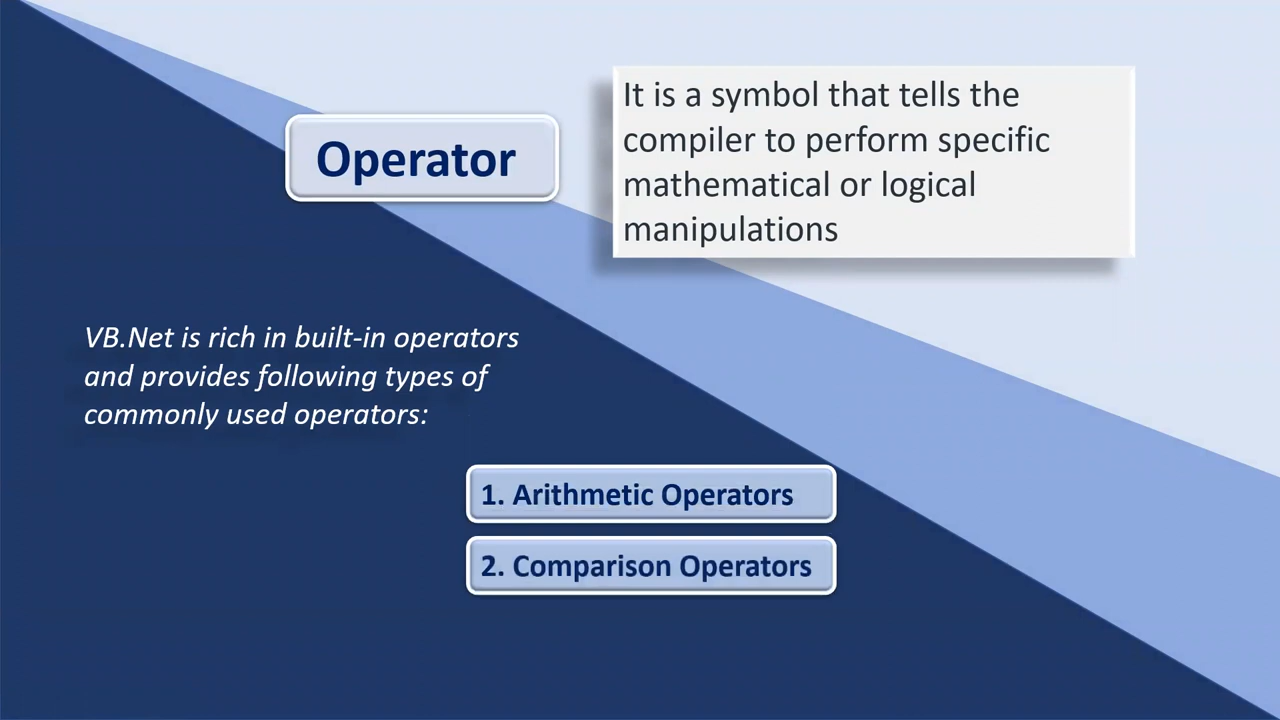 Operator
It is a symbol that tells the
compiler to perform specific
mathematical or logical
manipulations
VB.Net is rich in built-in operators
and provides following types of
commonly used operators:
1. Arithmetic Operators
2. Comparison Operators